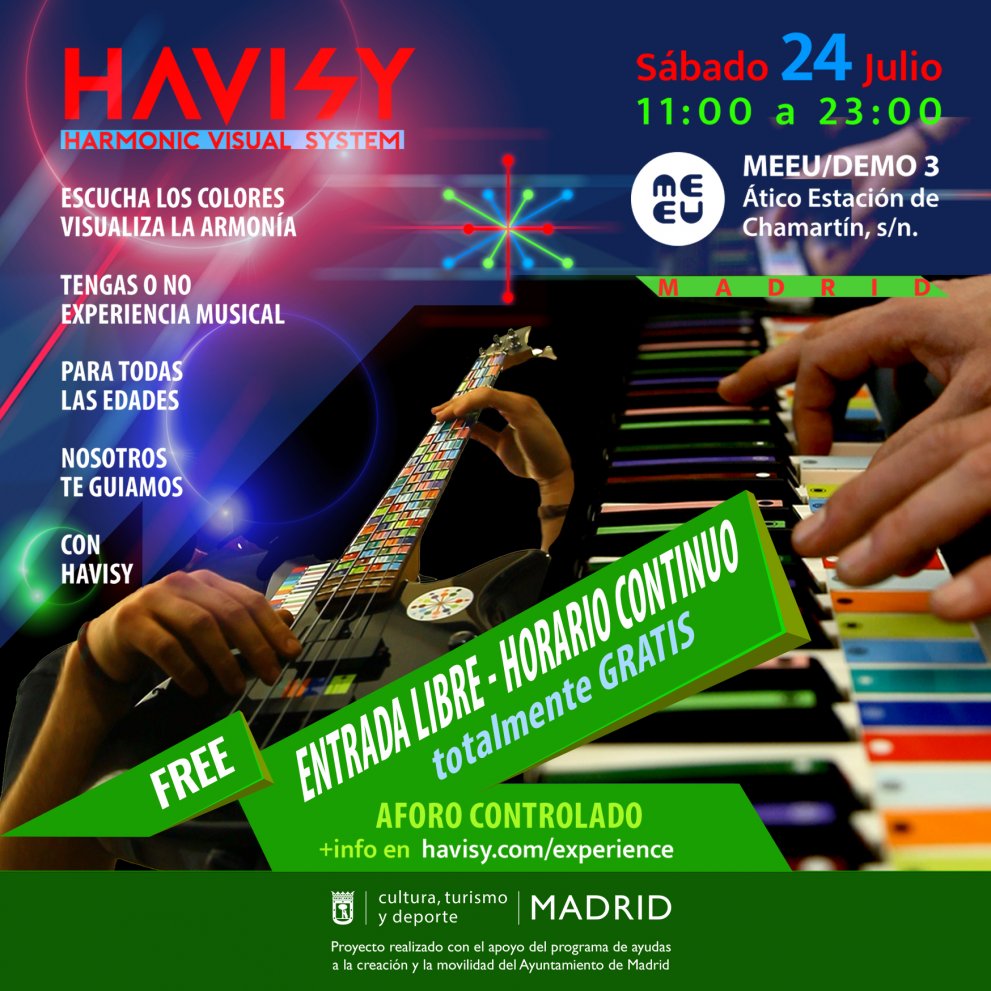 HAVISY
HARMONIC VISUAL SYSTEM
ESCUCHA LOS COLORES
VISUALIZA LA ARMONÍA
TENGAS O NO
EXPERIENCIA MUSICAL
PARA TODAS
LAS EDADES
NOSOTROS
TE GUIAMOS
CON
HAVISY
Sábado 24 Julio
11:00 a 23:00
ME
EU
MEEU/DEMO 3
Ático Estación de
Chamartín, s/n.
MADRID
FREE
ENTRADA LIBRE - HORARIO CONTINUO
totalmente GRATIS
AFORO CONTROLADO
+info en havisy.com/experience
cultura, turismo
y deporte
MADRID
Proyecto realizado con el apoyo del programa de ayudas
a la creación y la movilidad del Ayuntamiento de Madrid